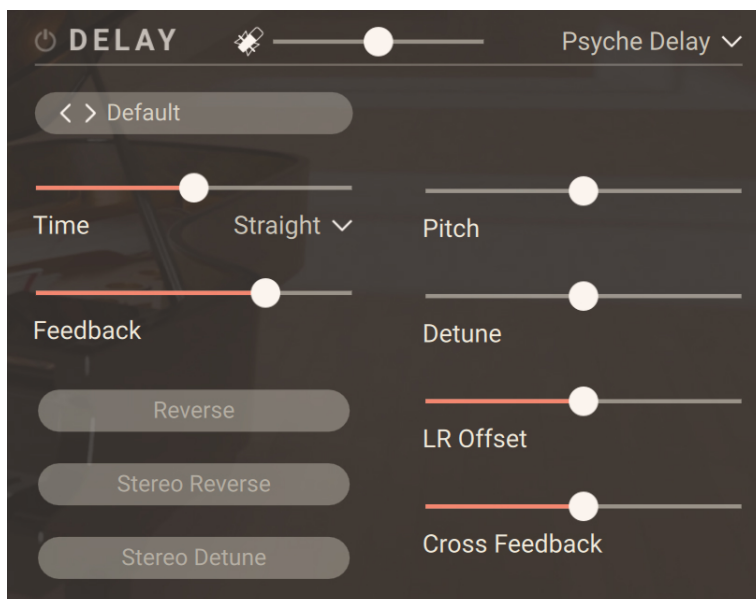 DELAY
Psyche Delay
Default
Time
Straight
Pitch
Feedback
Detune
Reverse
LR Offset
Stereo Reverse
Cross Feedback
Stereo Detune